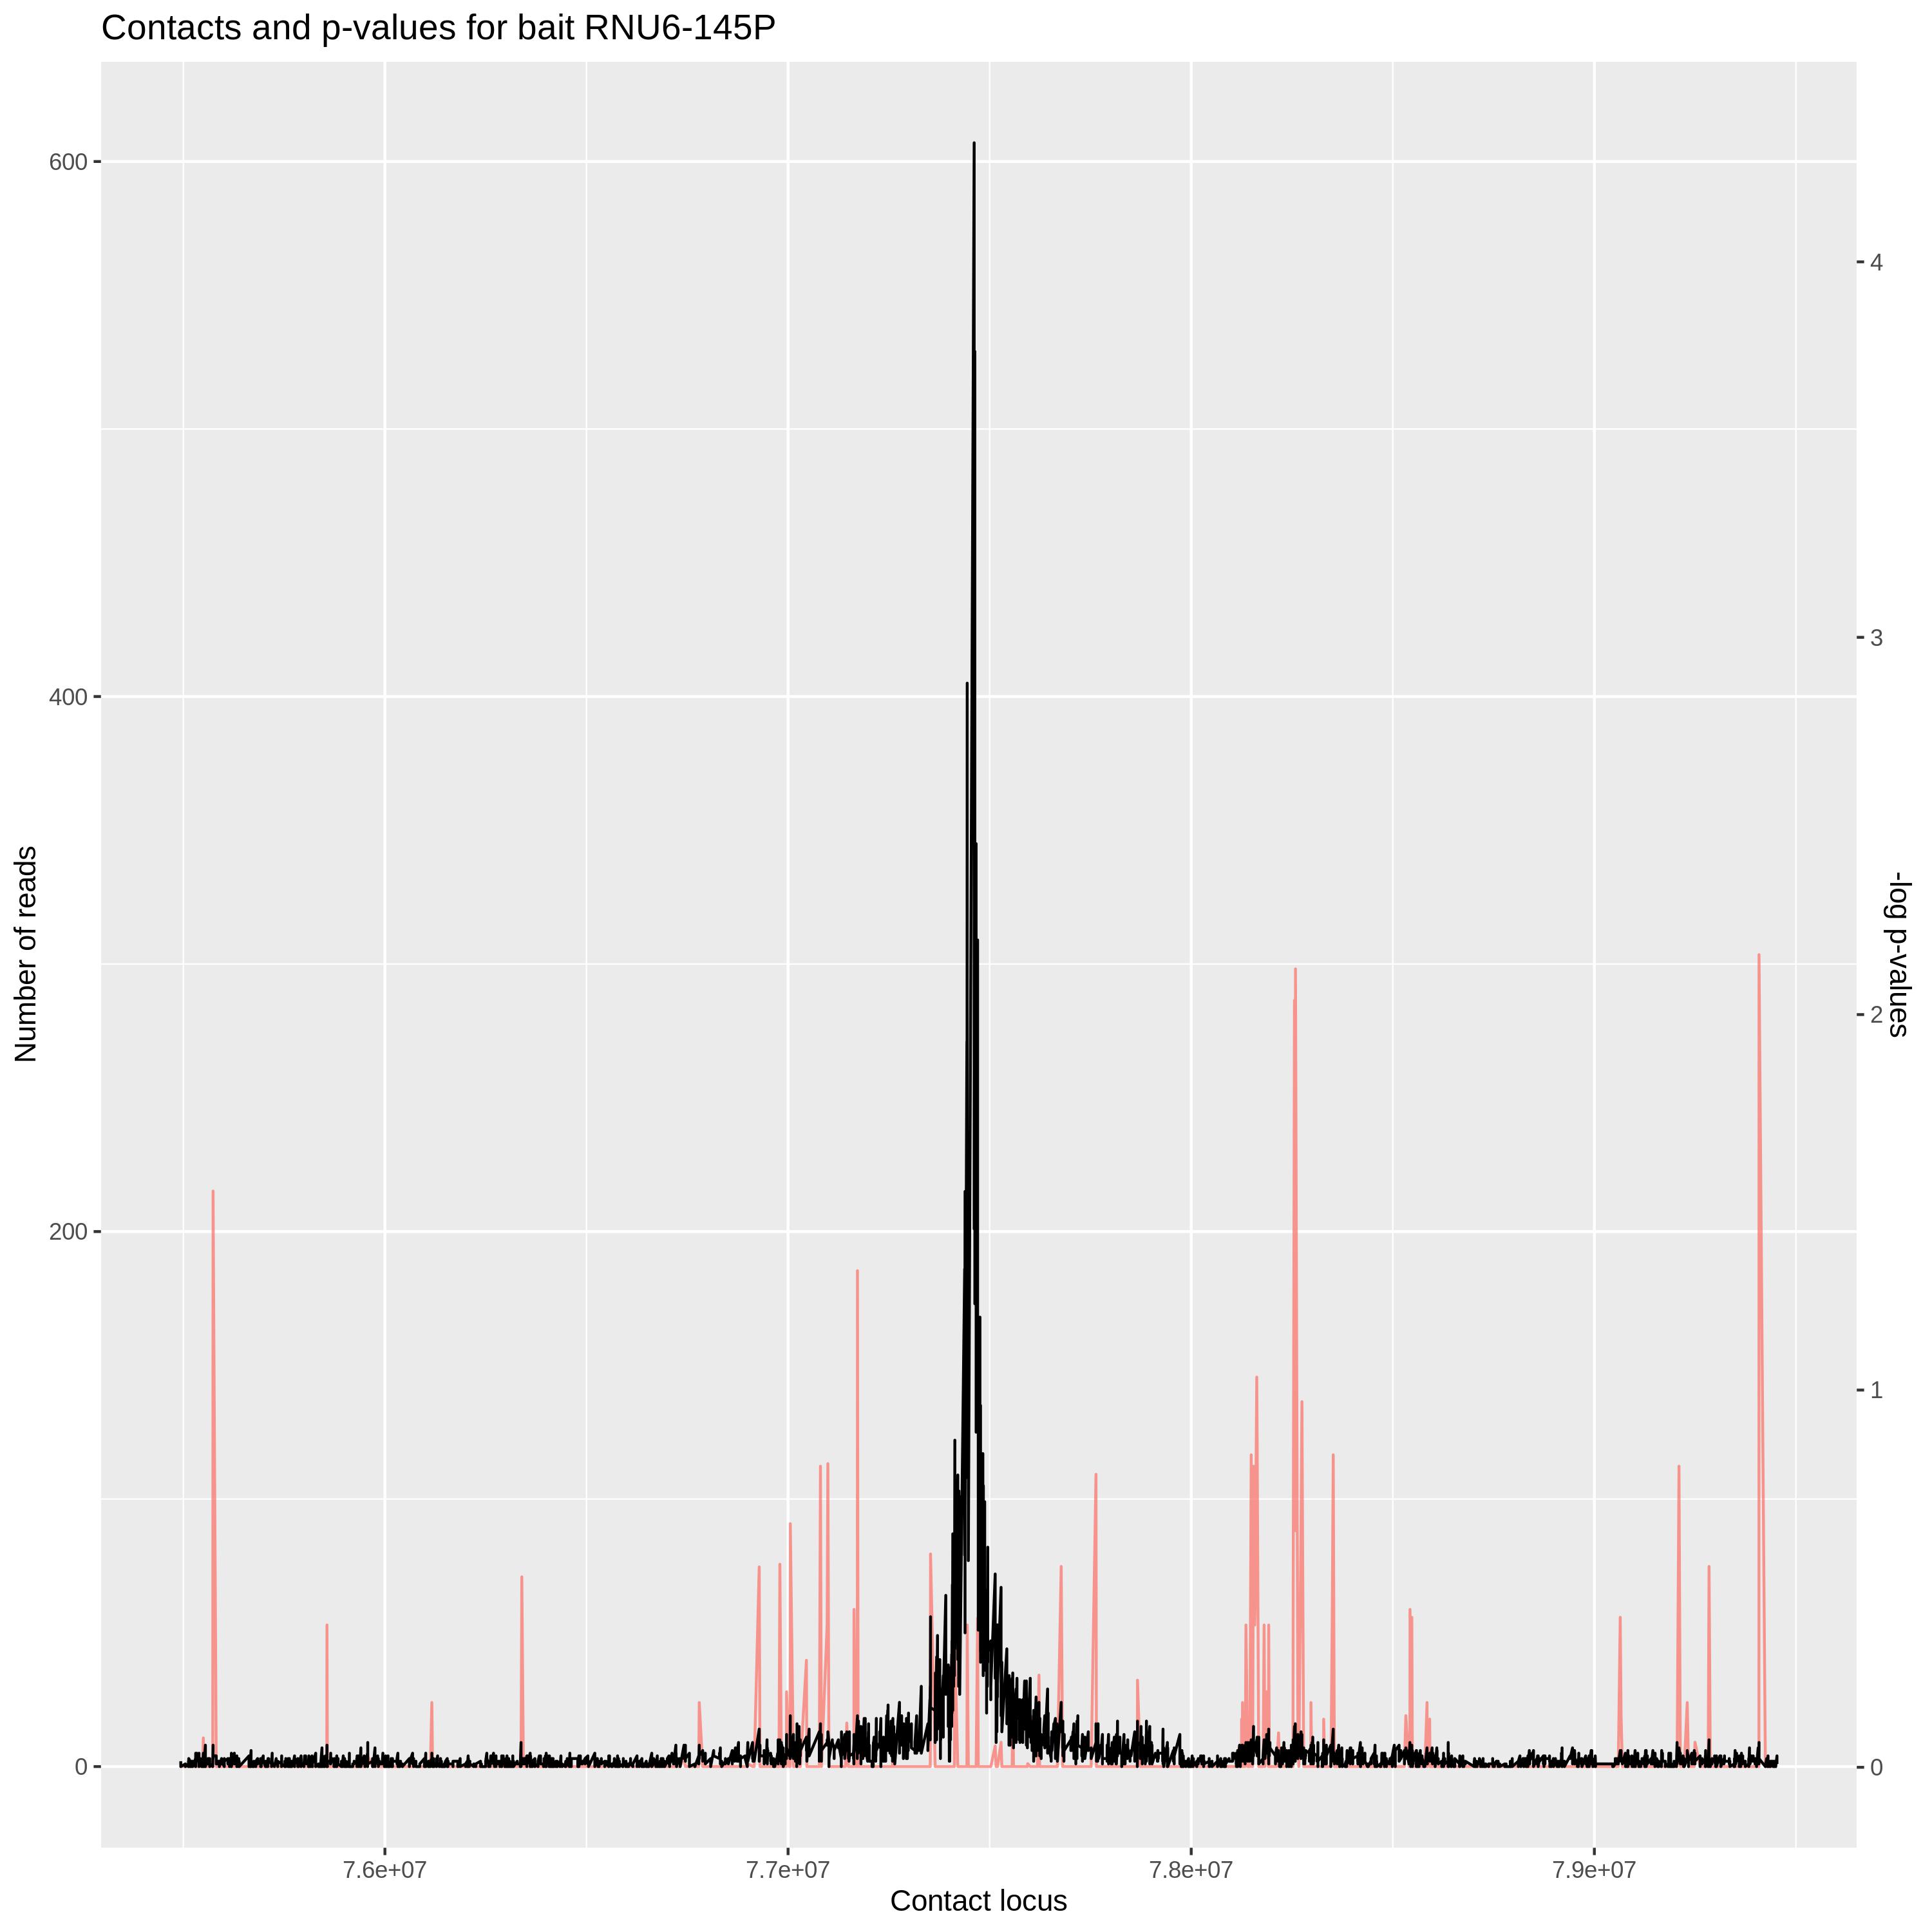 Contacts and p-values for bait RNU6-145P
600
400
200
0
4
3
2
1
0
Number of reads
-log p-values
7.6e+07 7.7e+07 7.8e+07 7.9e+07
Contact locus